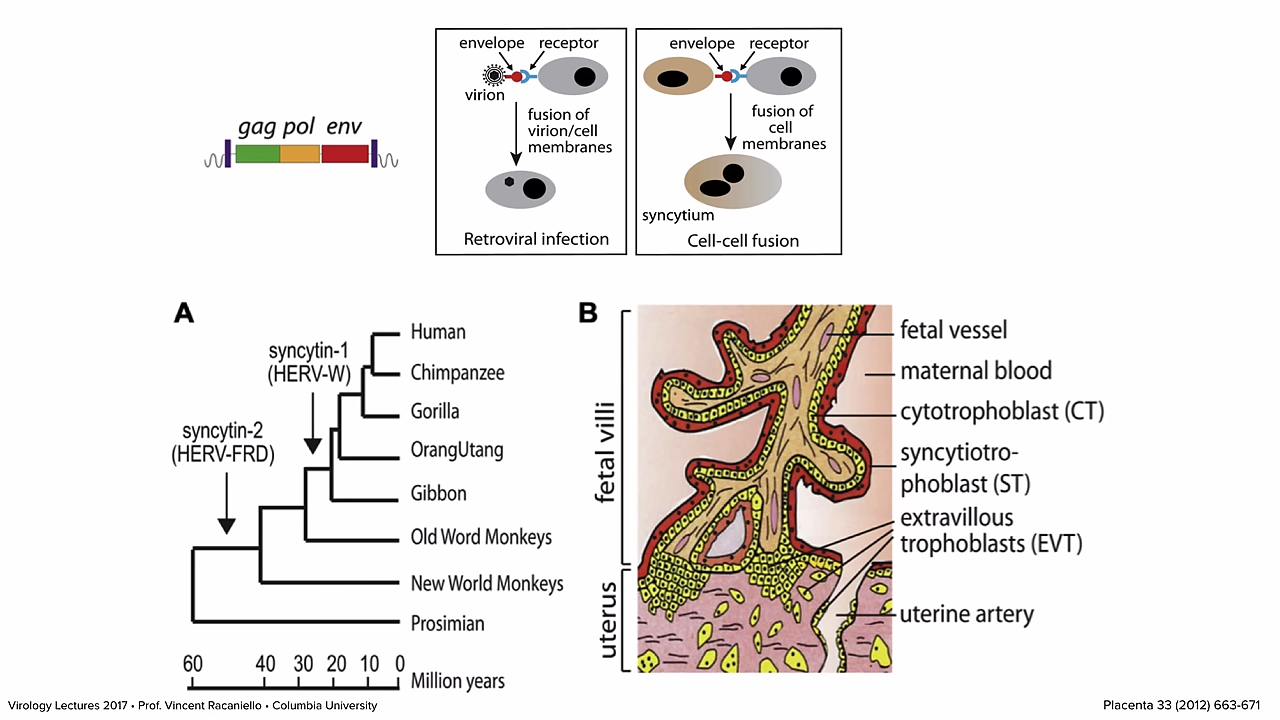 gag pol env
envelope receptor
virion
fusion of
virion/cell
membranes
Retroviral infection
envelope receptor
fusion of
cell
membranes
syncytium
Cell-cell fusion
A
syncytin-1
(HERV-W)
syncytin-2
(HERV-FRD)
Human
Chimpanzee
Gorilla
OrangUtang
Gibbon
Old Word Monkeys
New World Monkeys
Prosimian
60 40 30 20 10 0
Million years
B
fetal villi
uterus
fetal vessel
maternal blood
cytotrophoblast (CT)
syncytiotro-
phoblast (ST)
extravillous
trophoblasts (EVT)
uterine artery
Virology Lectures 2017 • Prof. Vincent Racaniello • Columbia University
Placenta 33 (2012) 663-671